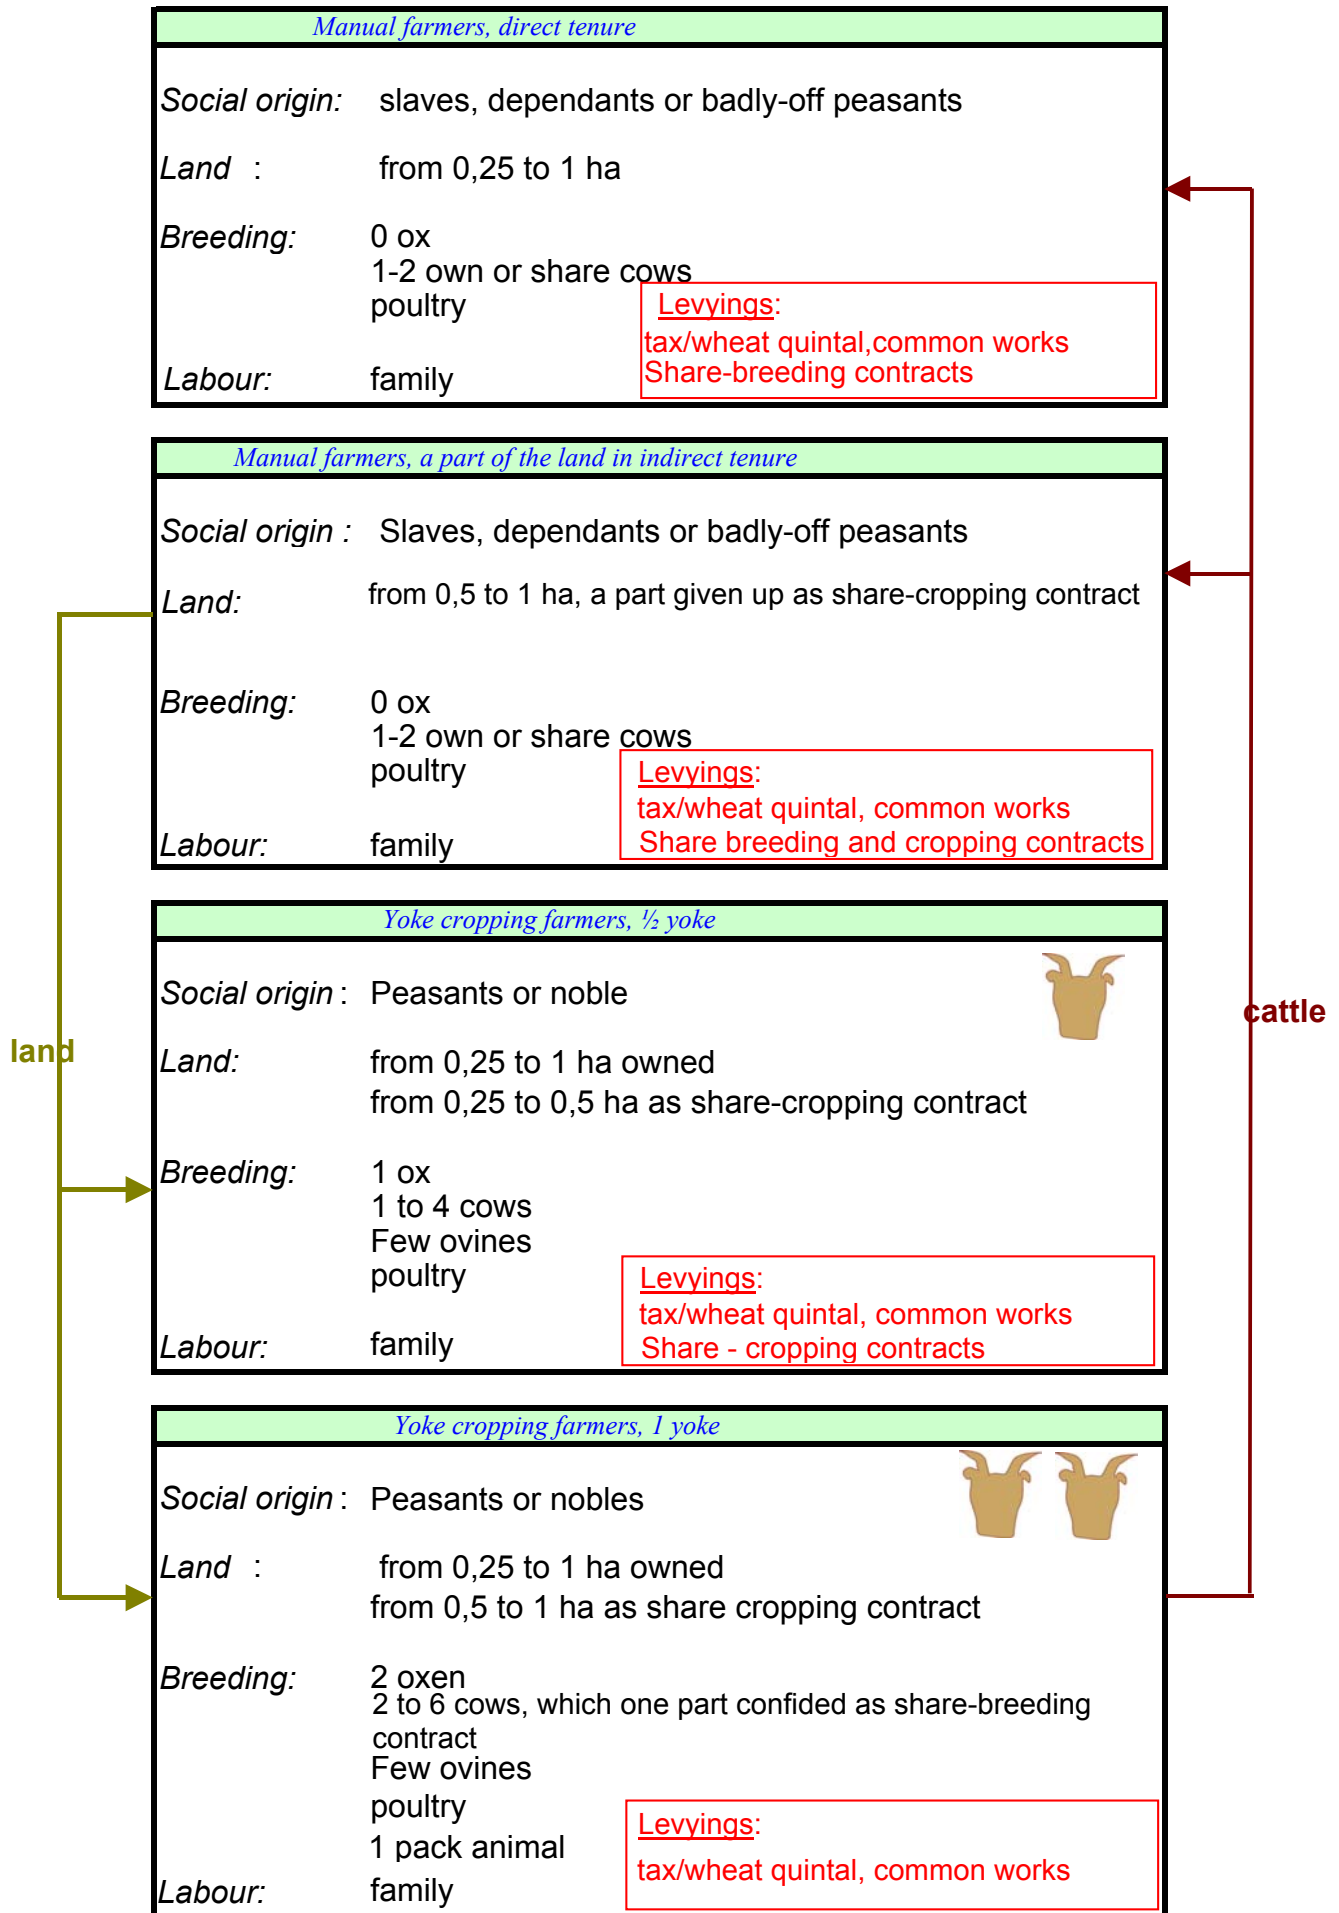 Manual farmers, direct tenure
Social origin: slaves, dependants or badly-off peasants
Land : from 0,25 to 1 ha
Breeding: 0 ox
1-2 own or share cows
poultry
Levyings:
tax/wheat quintal,common works
Share-breeding contracts
Labour: family
Manual farmers, a part of the land in indirect tenure
Social origin : Slaves, dependants or badly-off peasants
Land: from 0,5 to 1 ha, a part given up as share-cropping contract
Breeding: 0 ox
1-2 own or share cows
poultry
Levyings:
tax/wheat quintal, common works
Share breeding and cropping contracts
Labour: family
Yoke cropping farmers, ½ yoke
Social origin : Peasants or noble
cattle
land
Land: from 0,25 to 1 ha owned
from 0,25 to 0,5 ha as share-cropping contract
Breeding: 1 ox
1 to 4 cows
Few ovines
poultry
Levyings:
tax/wheat quintal, common works
Share - cropping contracts
Labour: family
Yoke cropping farmers, 1 yoke
Social origin : Peasants or nobles
Land : from 0,25 to 1 ha owned
from 0,5 to 1 ha as share cropping contract
Breeding: 2 oxen
2 to 6 cows, which one part confided as share-breeding
contract
Few ovines
poultry
1 pack animal
Levyings:
tax/wheat quintal, common works
Labour: family